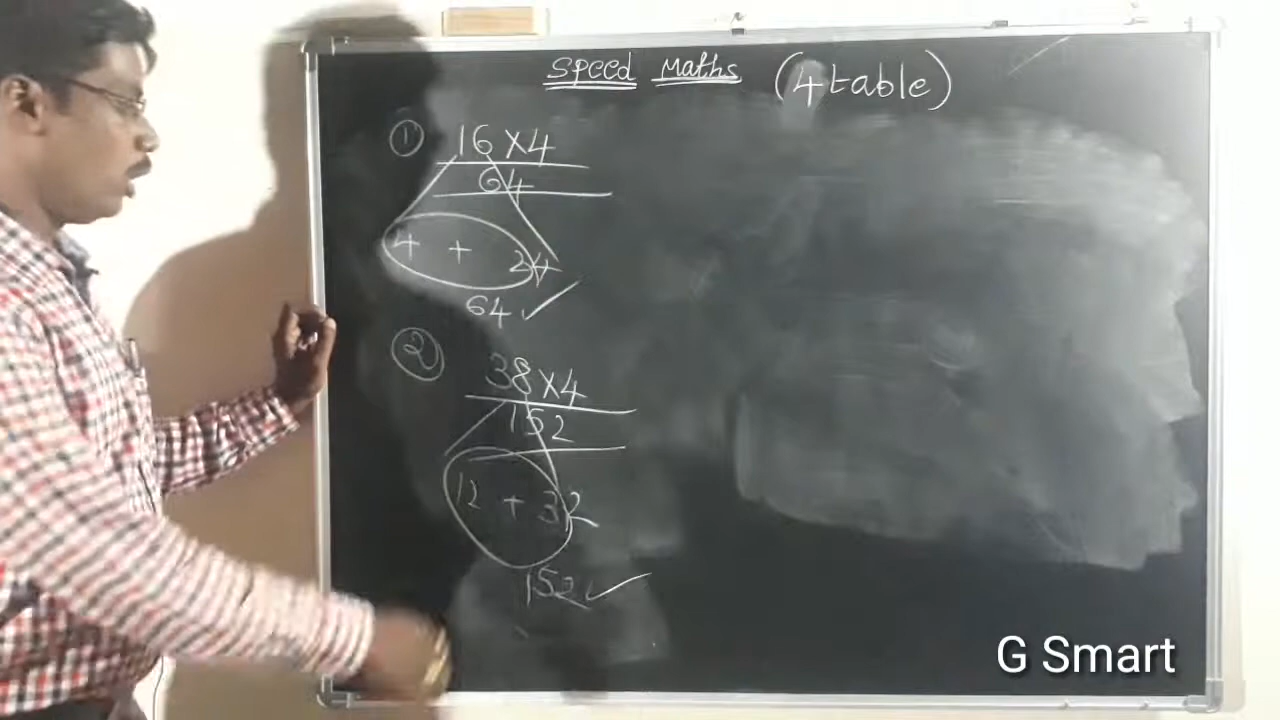 Speed Maths (4 table)
① 16 × 4
64
4 + 24
64 ✓
② 38 × 4
152
12 + 32
152 ✓
G Smart